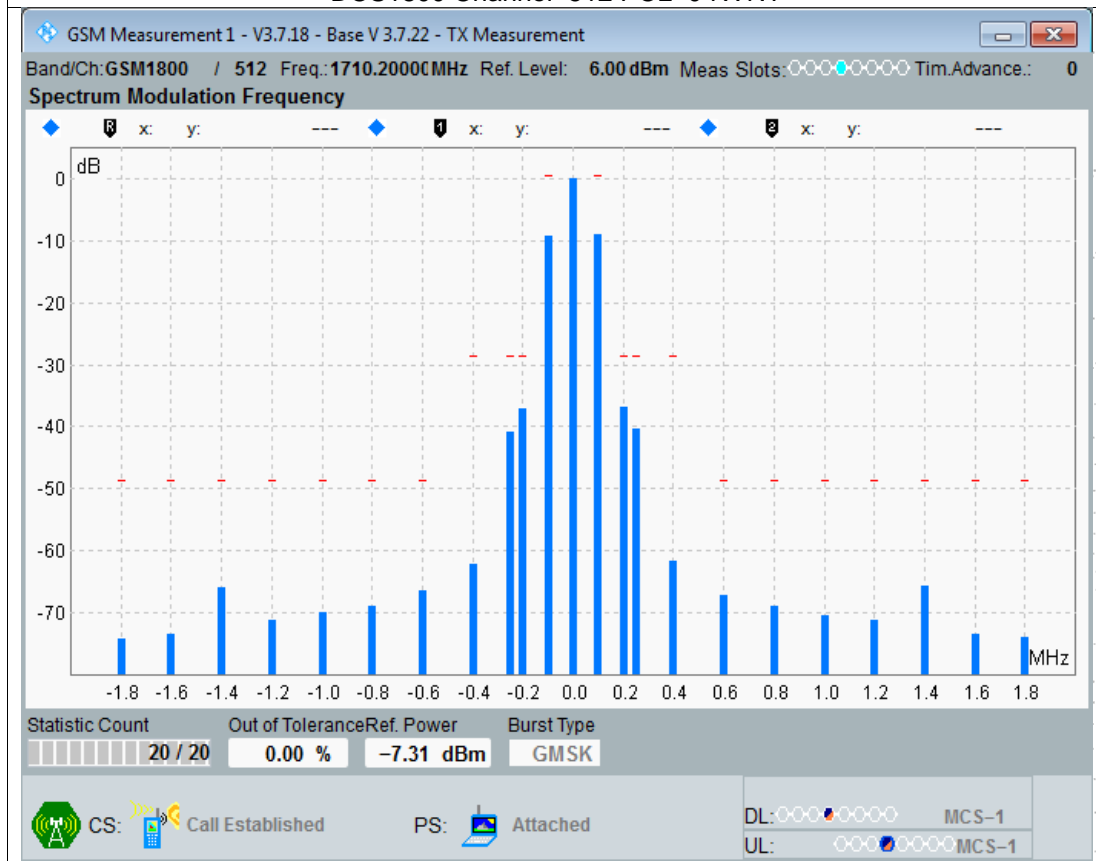 GSM Measurement 1 - V3.7.18 - Base V 3.7.22 - TX Measurement
Band/Ch:GSM1800 / 512 Freq.:1710.20000MHz Ref. Level: 6.00 dBm Meas Slots: Tim.Advance.: 0
Spectrum Modulation Frequency
R x: y: --- 1 x: y: --- 2 x: y: ---
dB
0
-10
-20
-30
-40
-50
-60
-70
MHz
-1.8 -1.6 -1.4 -1.2 -1.0 -0.8 -0.6 -0.4 -0.2 0.0 0.2 0.4 0.6 0.8 1.0 1.2 1.4 1.6 1.8
Statistic Count Out of Tolerance Ref. Power Burst Type
20 / 20 0.00 % −7.31 dBm GMSK
CS: Call Established PS: Attached
DL: MCS−1
UL: MCS−1